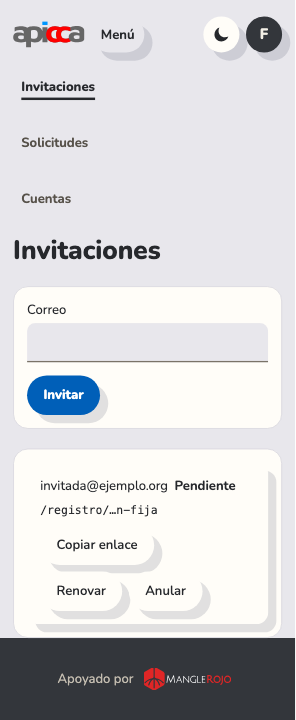 apicca Menú F
Invitaciones
Solicitudes
Cuentas
Invitaciones
Correo
Invitar
invitada@ejemplo.org Pendiente
/registro/…n-fija
Copiar enlace
Renovar Anular
Apoyado por MANGLEROJO